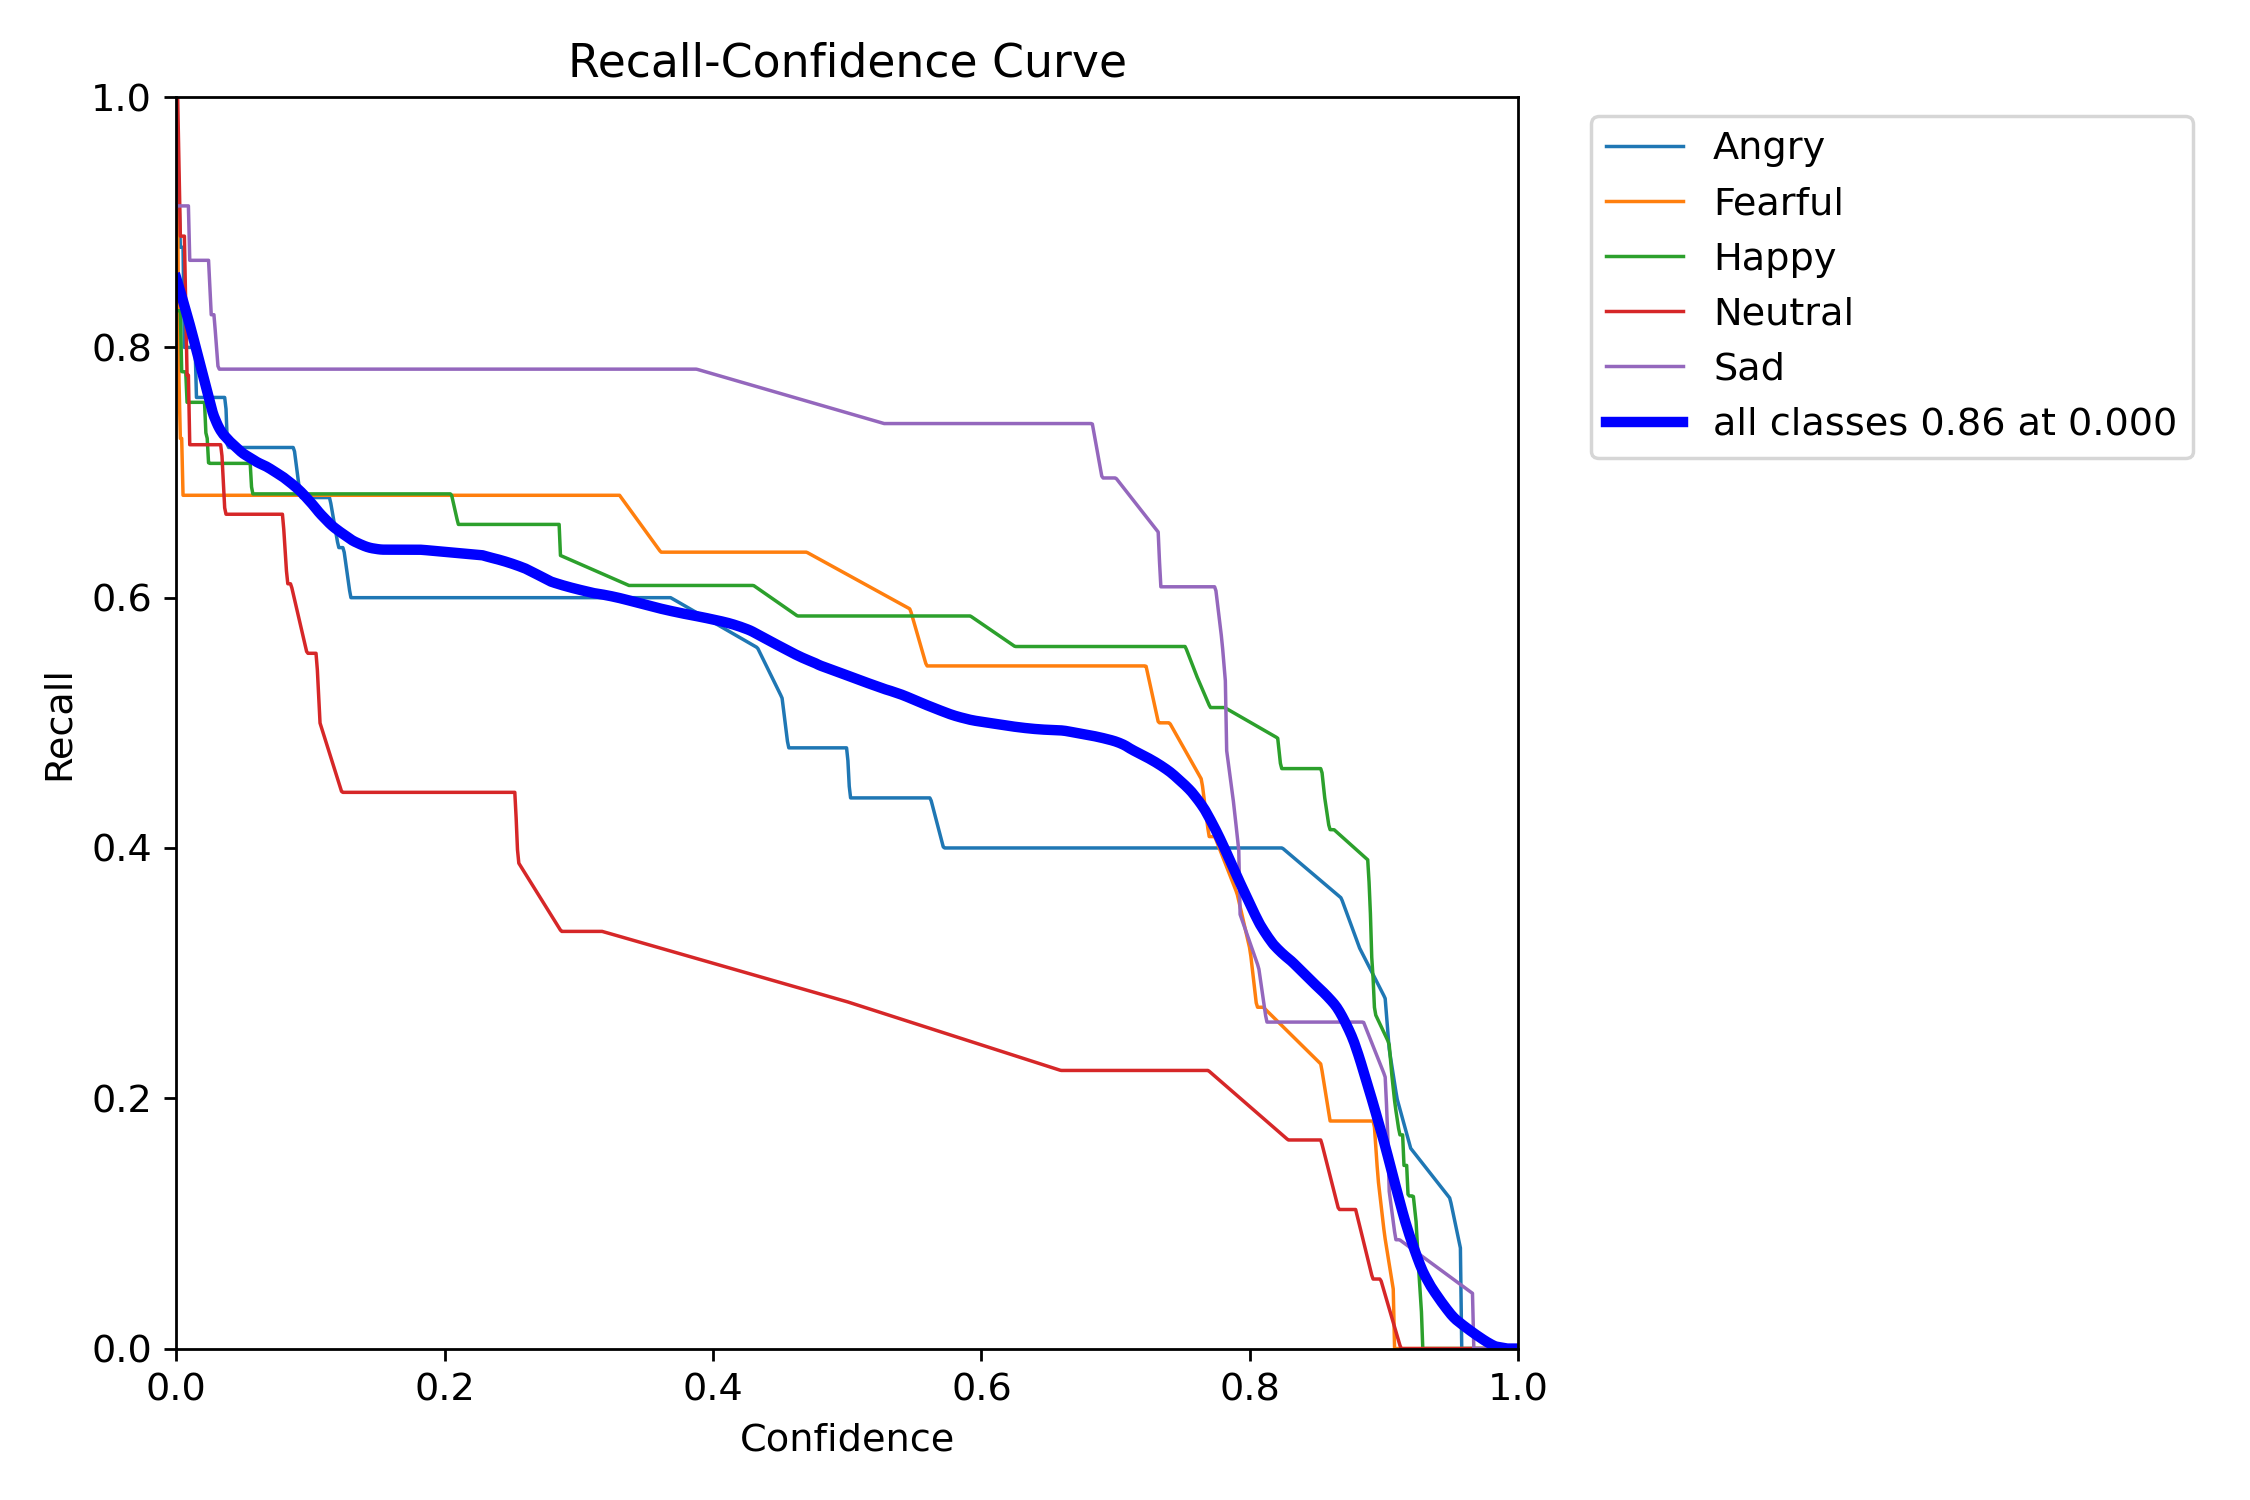 Recall-Confidence Curve
1.0
0.8
0.6
0.4
0.2
0.0
Recall
0.0 0.2 0.4 0.6 0.8 1.0
Confidence
Angry
Fearful
Happy
Neutral
Sad
all classes 0.86 at 0.000